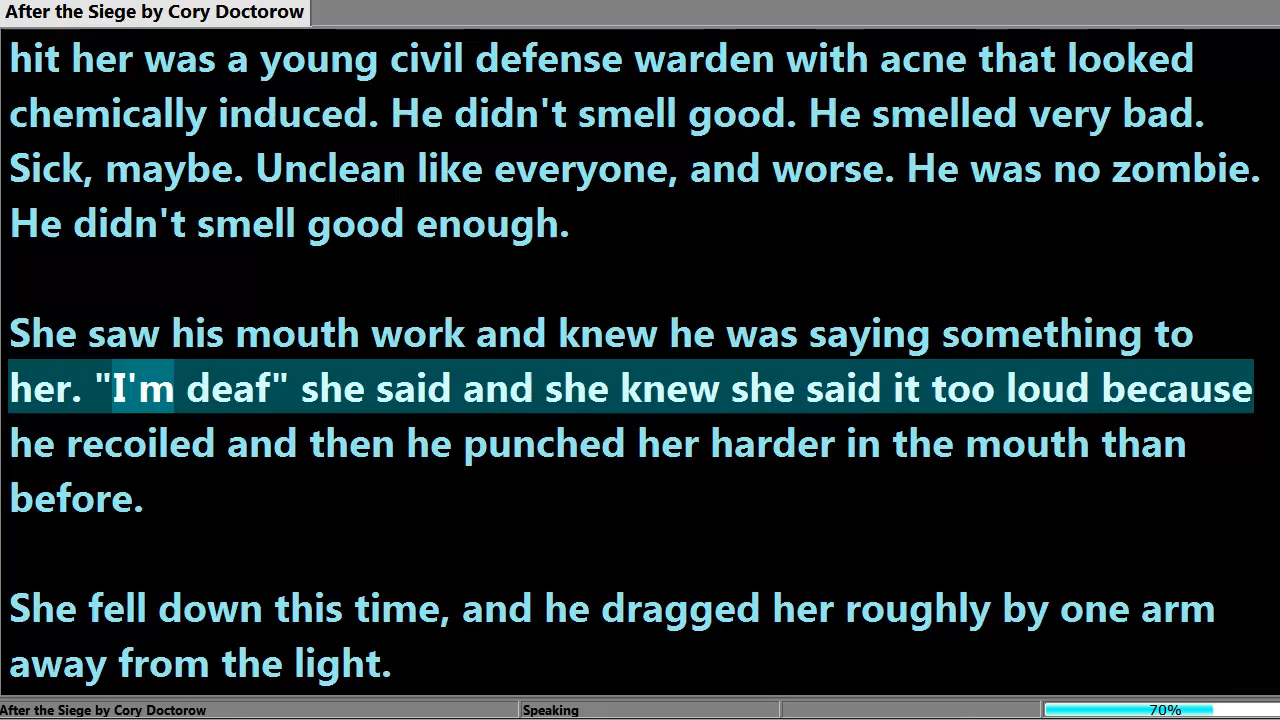 After the Siege by Cory Doctorow
hit her was a young civil defense warden with acne that looked
chemically induced. He didn't smell good. He smelled very bad.
Sick, maybe. Unclean like everyone, and worse. He was no zombie.
He didn't smell good enough.
She saw his mouth work and knew he was saying something to
her. "I'm deaf" she said and she knew she said it too loud because
he recoiled and then he punched her harder in the mouth than
before.
She fell down this time, and he dragged her roughly by one arm
away from the light.
After the Siege by Cory Doctorow Speaking 70%